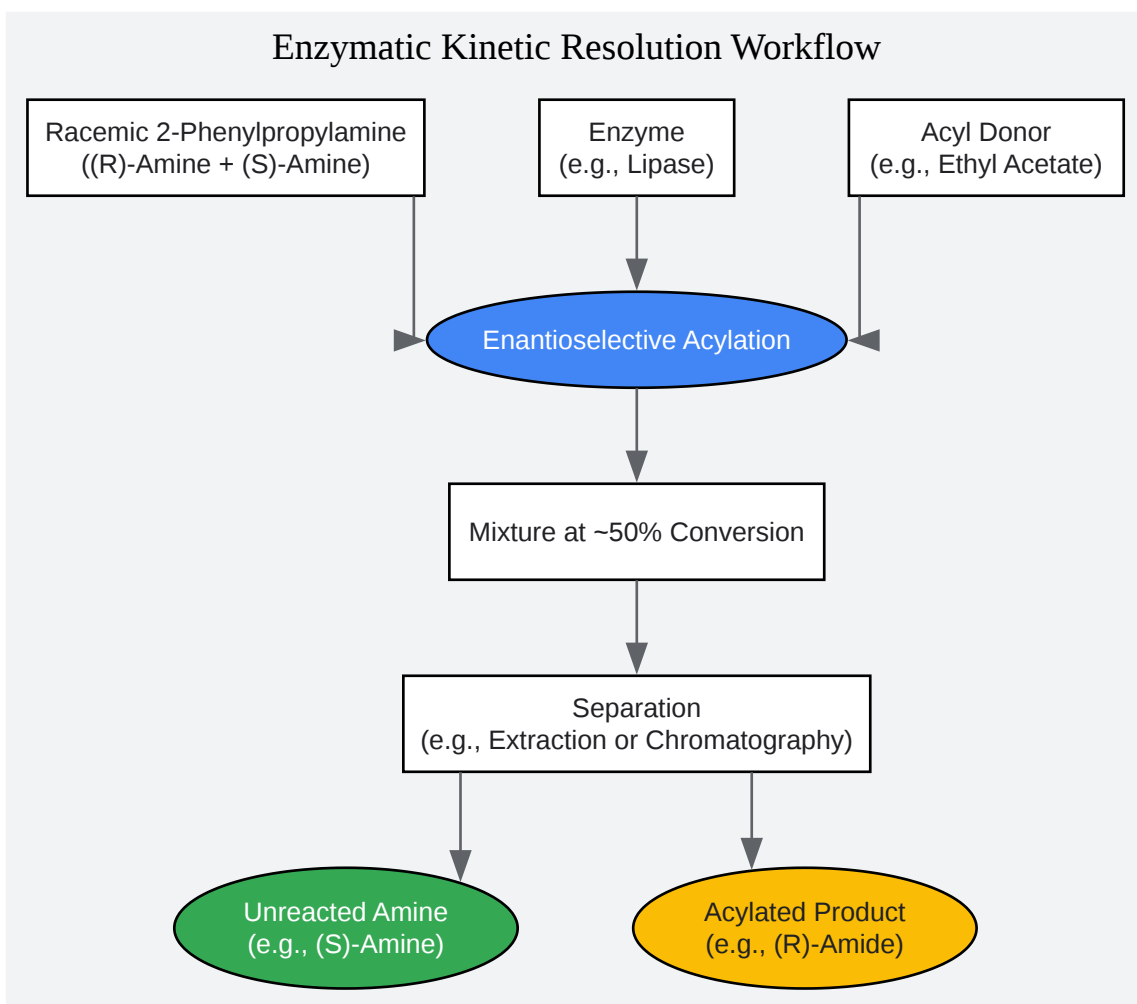 Enzymatic Kinetic Resolution Workflow
Racemic 2-Phenylpropylamine
((R)-Amine + (S)-Amine)
Enzyme
(e.g., Lipase)
Acyl Donor
(e.g., Ethyl Acetate)
Enantioselective Acylation
Mixture at ~50% Conversion
Separation
(e.g., Extraction or Chromatography)
Unreacted Amine
(e.g., (S)-Amine)
Acylated Product
(e.g., (R)-Amide)